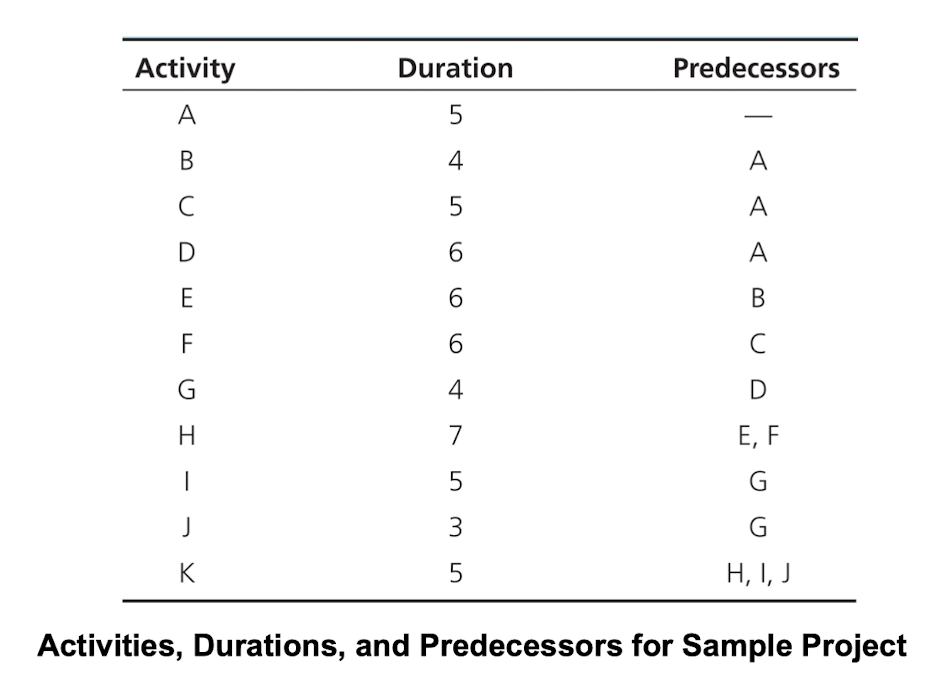 Activity Duration Predecessors
A 5 —
B 4 A
C 5 A
D 6 A
E 6 B
F 6 C
G 4 D
H 7 E, F
I 5 G
J 3 G
K 5 H, I, J
Activities, Durations, and Predecessors for Sample Project